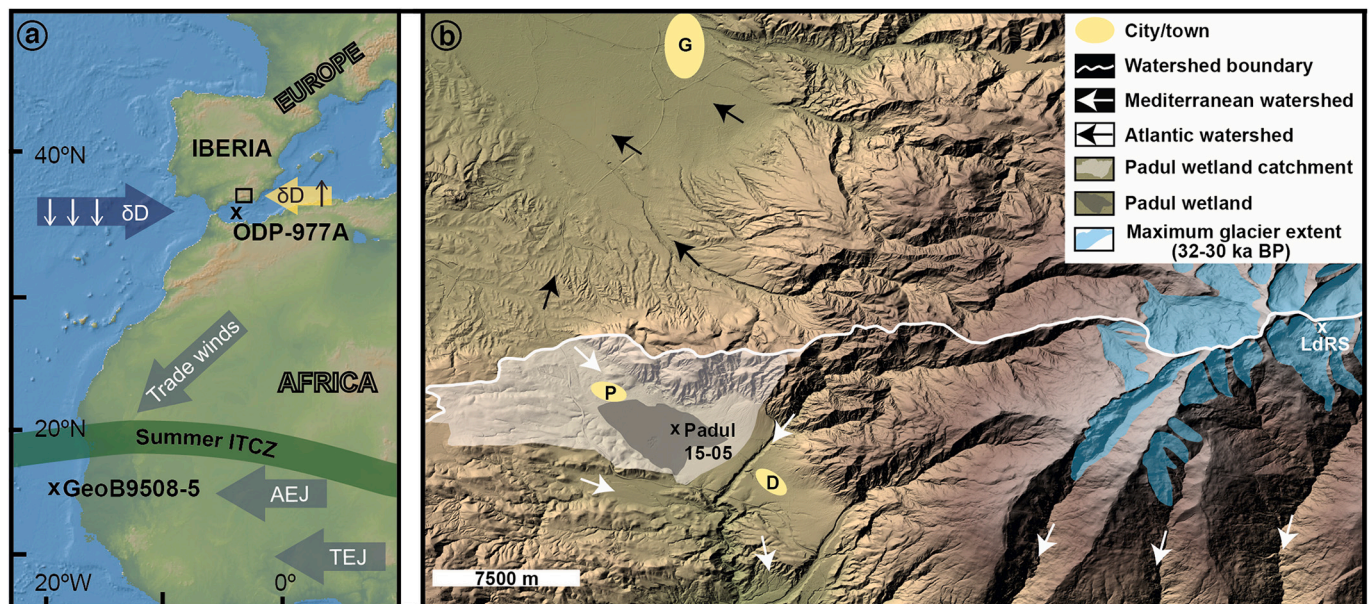 a
EUROPE
IBERIA
40ºN
δD
δD
ODP-977A
Trade winds
AFRICA
20ºN
Summer ITCZ
GeoB9508-5
AEJ
TEJ
20ºW
0º
b
G
City/town
Watershed boundary
Mediterranean watershed
Atlantic watershed
Padul wetland catchment
Padul wetland
Maximum glacier extent
(32-30 ka BP)
x
LdRS
P
x Padul
15-05
D
7500 m